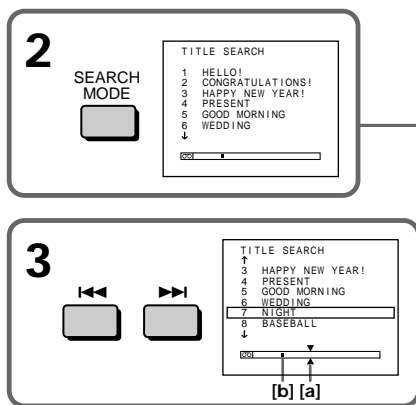 2
SEARCH
MODE
TITLE SEARCH
1 HELLO!
2 CONGRATULATIONS!
3 HAPPY NEW YEAR!
4 PRESENT
5 GOOD MORNING
6 WEDDING
3
TITLE SEARCH
3 HAPPY NEW YEAR!
4 PRESENT
5 GOOD MORNING
6 WEDDING
7 NIGHT
8 BASEBALL
[b] [a]